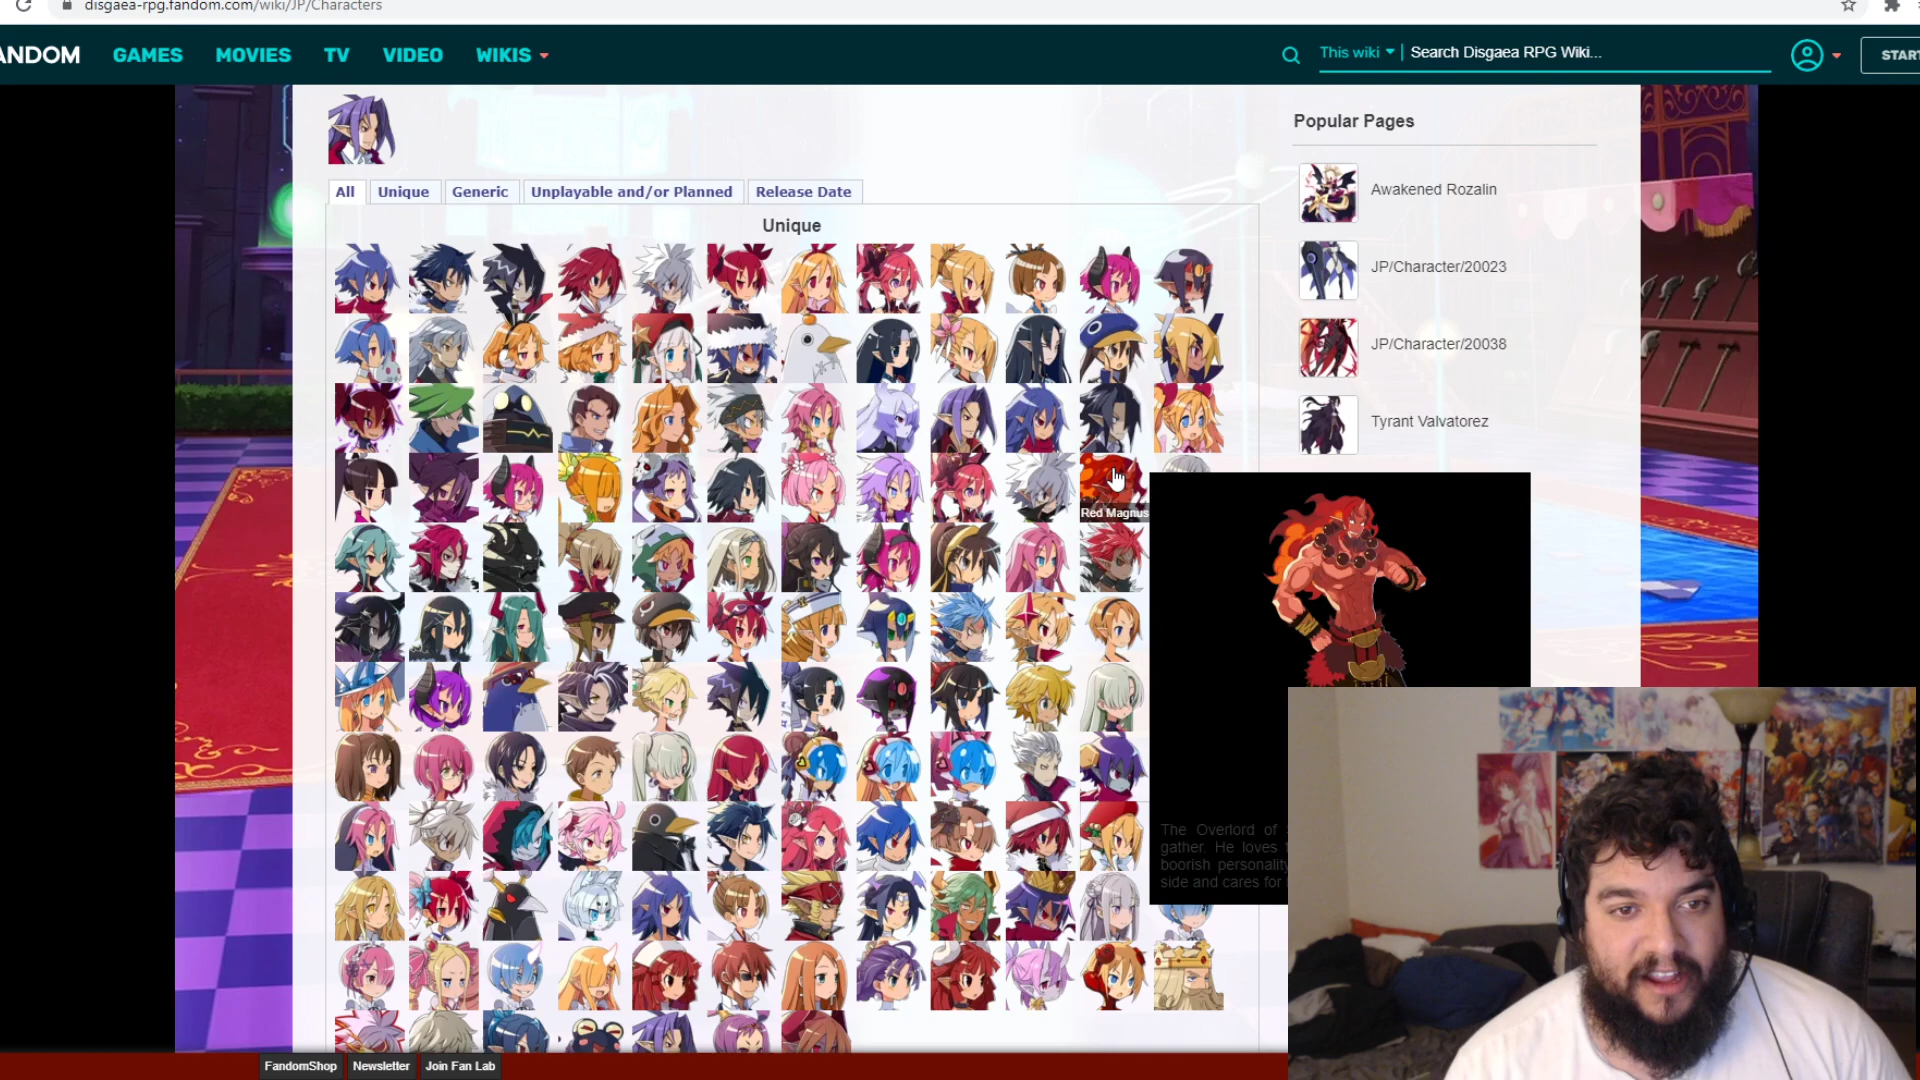 disgaea-rpg.fandom.com/wiki/JP/Characters
ANDOM GAMES MOVIES TV VIDEO WIKIS This wiki Search Disgaea RPG Wiki... START
Popular Pages
Awakened Rozalin
All Unique Generic Unplayable and/or Planned Release Date
Unique
JP/Character/20023
JP/Character/20038
Tyrant Valvatorez
Red Magnus
The Overlord of
gather. He loves
boorish personality
side and cares for
FandomShop Newsletter Join Fan Lab